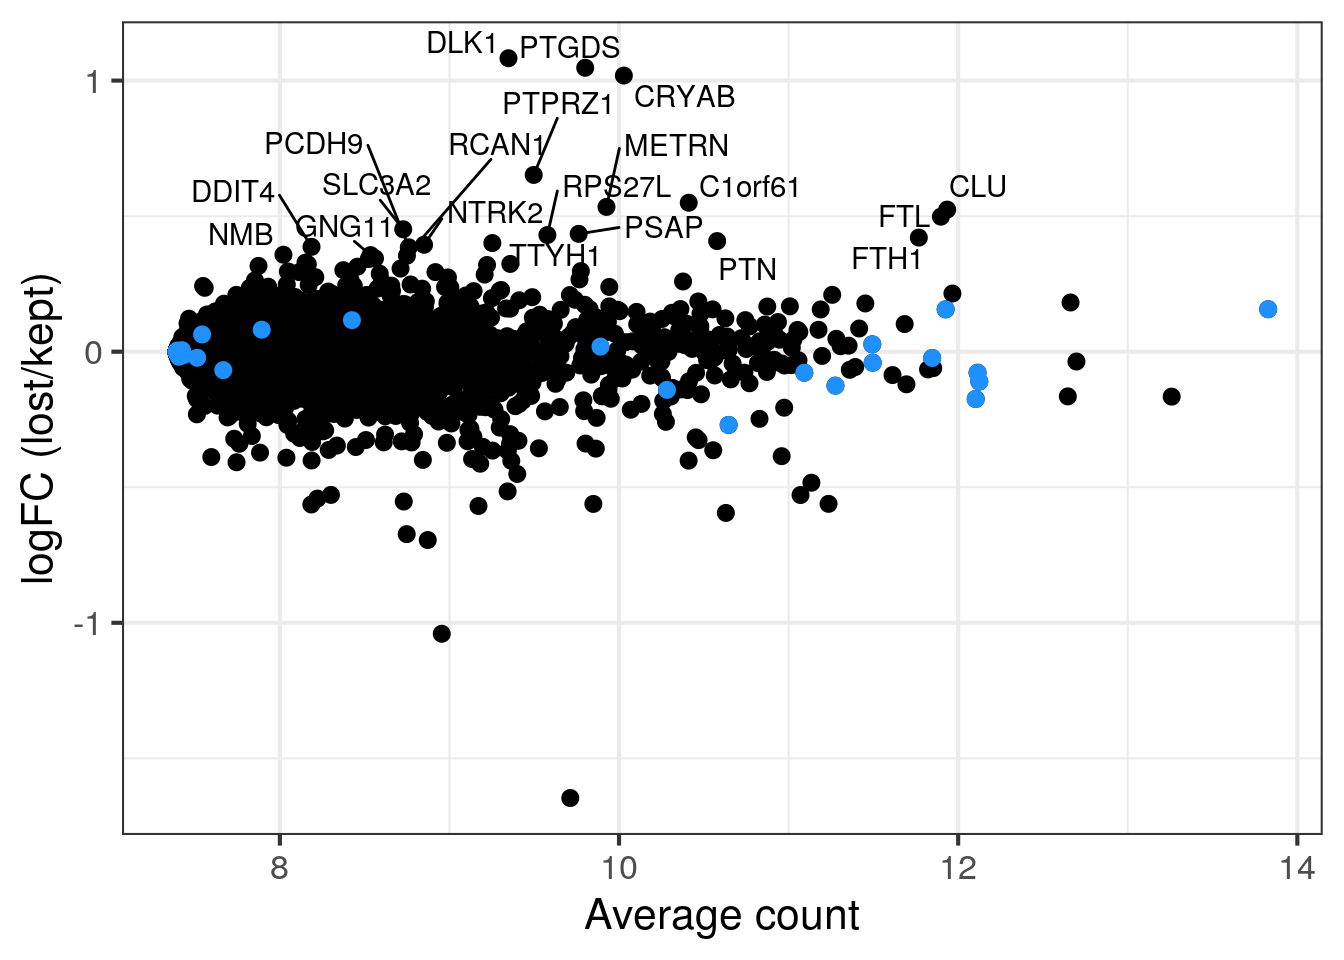 DLK1 PTGDS
CRYAB
PTPRZ1
PCDH9 RCAN1 METRN
DDIT4 SLC3A2 RPS27L C1orf61 CLU
NMB GNG11 NTRK2 PSAP FTL
TTYH1 PTN FTH1
1
0
-1
logFC (lost/kept)
8 10 12 14
Average count